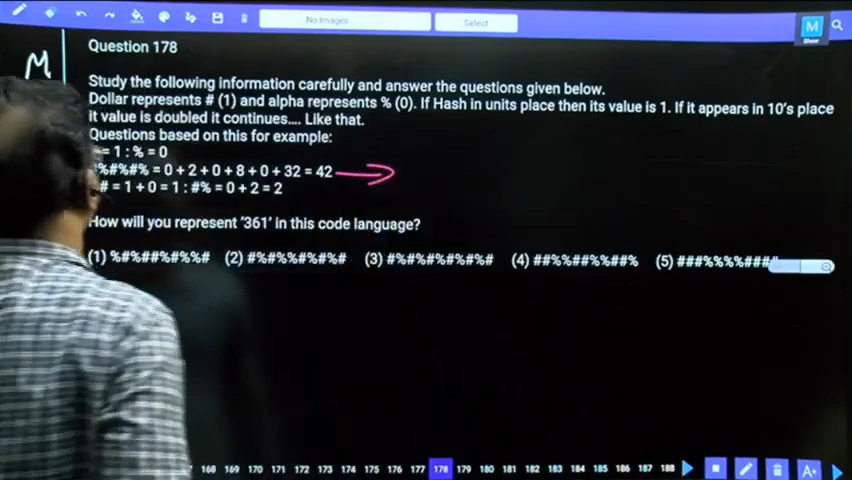 No Images
Select
M
Show
M
Question 178
Study the following information carefully and answer the questions given below.
Dollar represents # (1) and alpha represents % (0). If Hash in units place then its value is 1. If it appears in 10's place
it value is doubled it continues.... Like that.
Questions based on this for example:
= 1 : % = 0
%#%#% = 0 + 2 + 0 + 8 + 0 + 32 = 42
# = 1 + 0 = 1 : #% = 0 + 2 = 2
How will you represent '361' in this code language?
(1) %#%##%#%%# (2) #%#%%#%#%# (3) #%#%#%#%#%# (4) ##%%##%%##% (5) ###%%%%####
168 169 170 171 172 173 174 175 176 177 178 179 180 181 182 183 184 185 186 187 188
A+